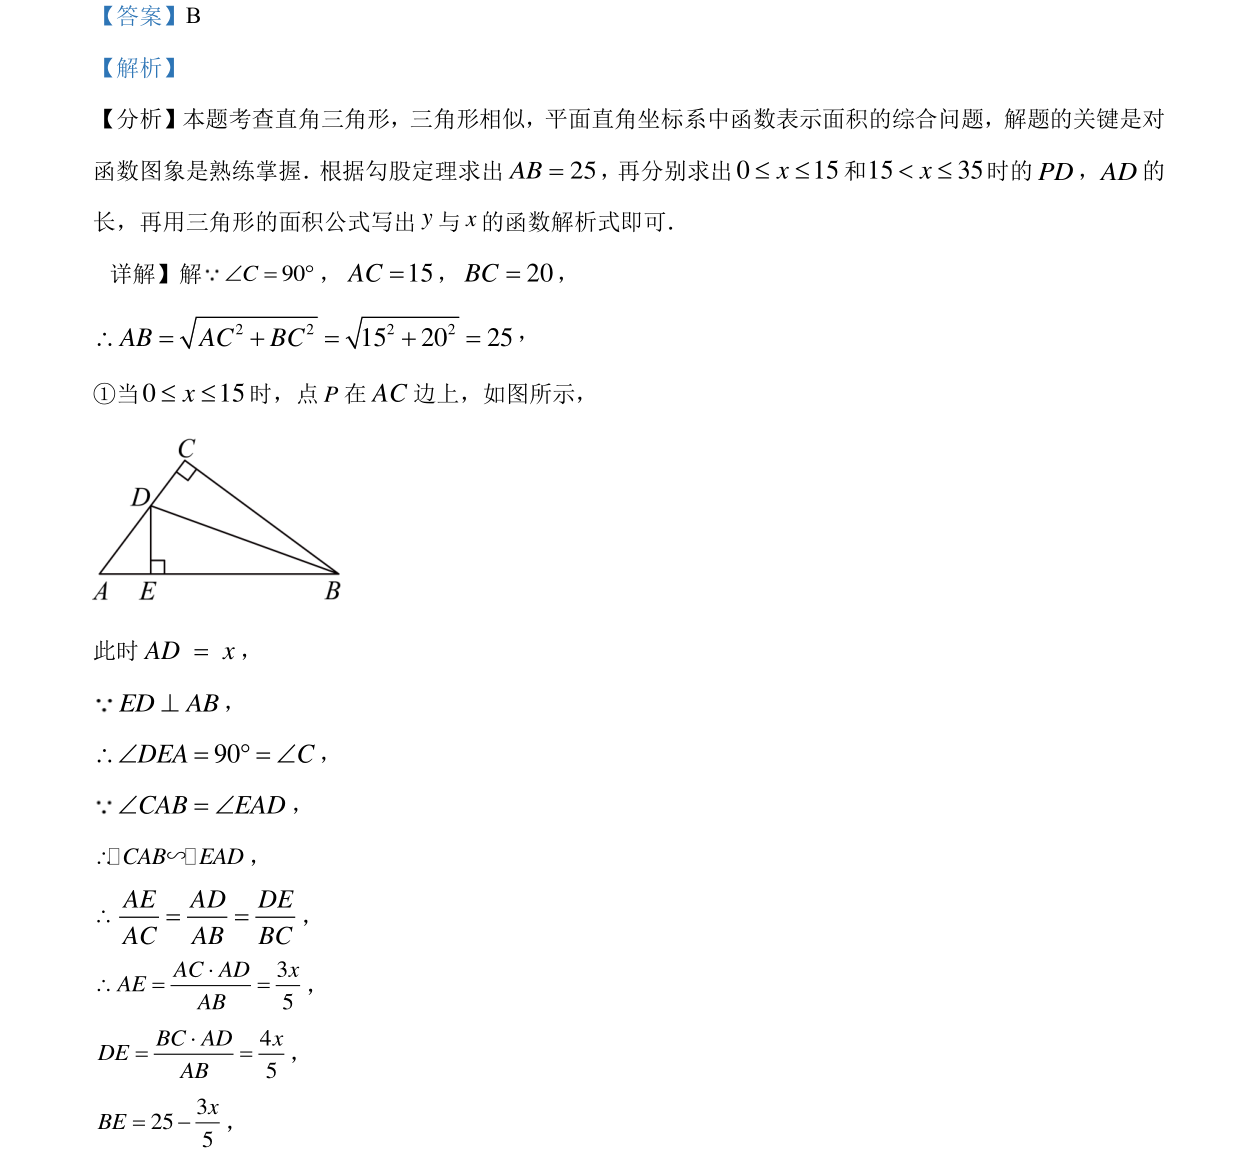 【答案】B
【解析】
【分析】本题考查直角三角形，三角形相似，平面直角坐标系中函数表示面积的综合问题，解题的关键是对
函数图象是熟练掌握．根据勾股定理求出 AB = 25，再分别求出0 ≤ x ≤15 和15 < x ≤ 35时的 PD，AD 的
长，再用三角形的面积公式写出 y 与 x 的函数解析式即可．
详解】解∵∠C = 90°，AC =15，BC = 20，
∴ AB = √(AC² + BC²) = √(15² + 20²) = 25，
①当0 ≤ x ≤15时，点 P 在 AC 边上，如图所示，
C
D
A E B
此时 AD = x，
∵ ED ⊥ AB，
∴ ∠DEA = 90° = ∠C，
∵ ∠CAB = ∠EAD，
∴□CAB∽□EAD，
∴ AE/AC = AD/AB = DE/BC，
∴ AE = AC·AD/AB = 3x/5，
DE = BC·AD/AB = 4x/5，
BE = 25 − 3x/5，